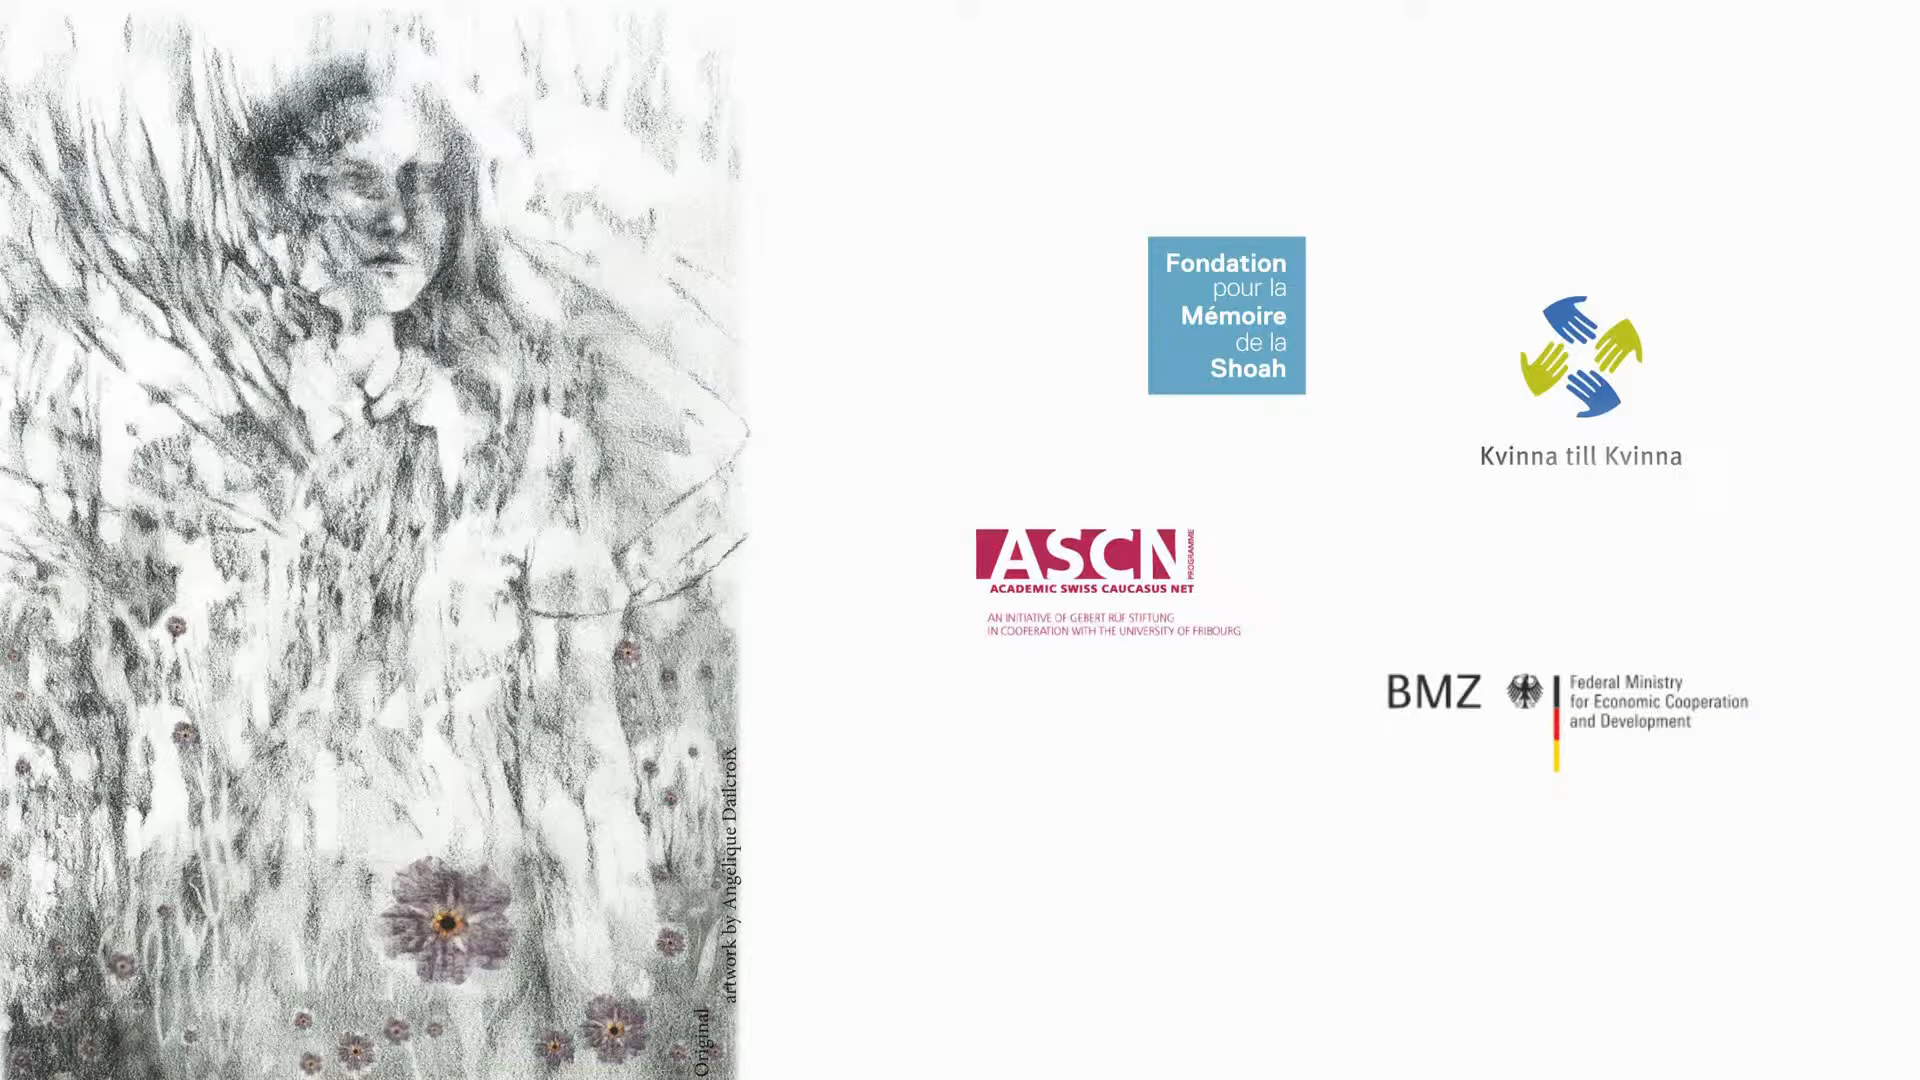 Fondation
pour la
Mémoire
de la
Shoah
Kvinna till Kvinna
ASCN
PROGRAMME
ACADEMIC SWISS CAUCASUS NET
AN INITIATIVE OF GEBERT RÜF STIFTUNG
IN COOPERATION WITH THE UNIVERSITY OF FRIBOURG
BMZ
Federal Ministry
for Economic Cooperation
and Development
Original
artwork by Angélique Dailcroix